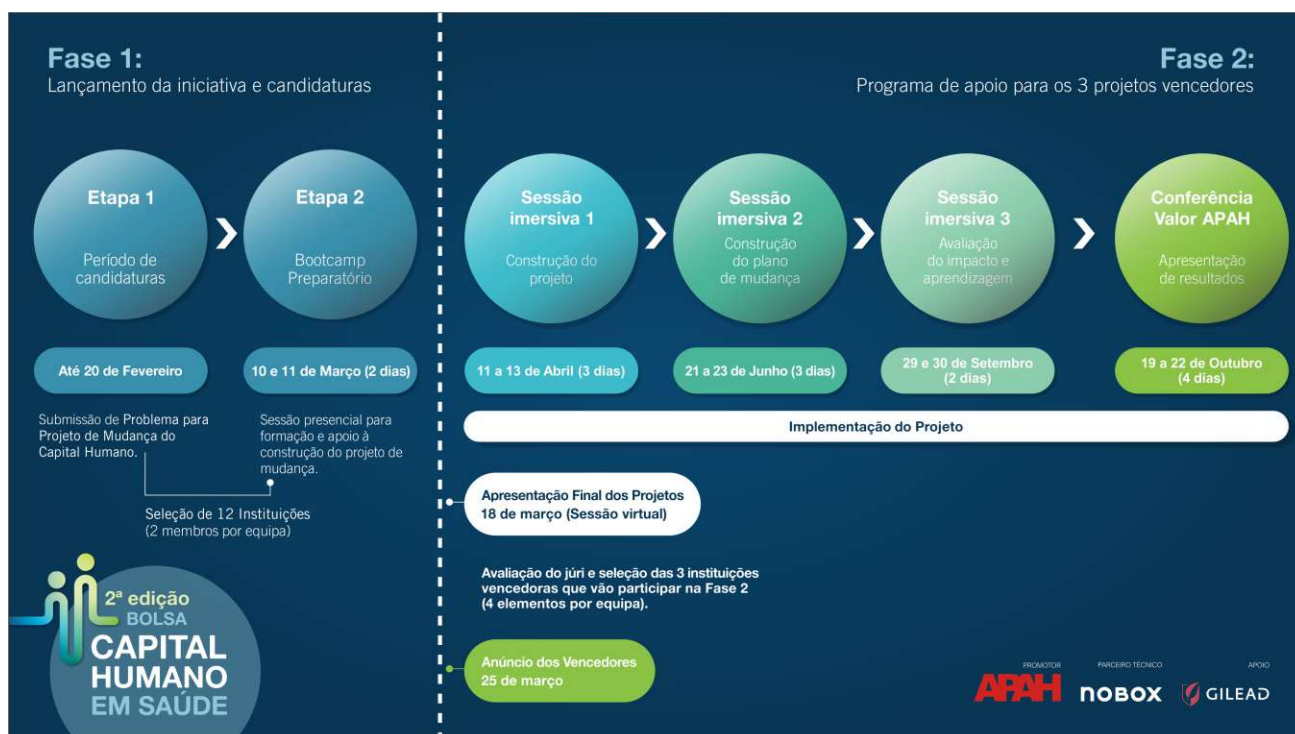 Fase 1:
Lançamento da iniciativa e candidaturas
Fase 2:
Programa de apoio para os 3 projetos vencedores
Etapa 1
Período de
candidaturas
Etapa 2
Bootcamp
Preparatório
Sessão
imersiva 1
Construção do
projeto
Sessão
imersiva 2
Construção
do plano
de mudança
Sessão
imersiva 3
Avaliação
do impacto e
aprendizagem
Conferência
Valor APAH
Apresentação
de resultados
Até 20 de Fevereiro
10 e 11 de Março (2 dias)
11 a 13 de Abril (3 dias)
21 a 23 de Junho (3 dias)
29 e 30 de Setembro
(2 dias)
19 a 22 de Outubro
(4 dias)
Submissão de Problema para
Projeto de Mudança do
Capital Humano.
Sessão presencial para
formação e apoio à
construção do projeto de
mudança.
Seleção de 12 Instituições
(2 membros por equipa)
Implementação do Projeto
Apresentação Final dos Projetos
18 de março (Sessão virtual)
Avaliação do júri e seleção das 3 instituições
vencedoras que vão participar na Fase 2
(4 elementos por equipa).
Anúncio dos Vencedores
25 de março
2ª edição
BOLSA
CAPITAL
HUMANO
EM SAÚDE
PROMOTOR
APAH
PARCEIRO TÉCNICO
noBox
APOIO
GILEAD